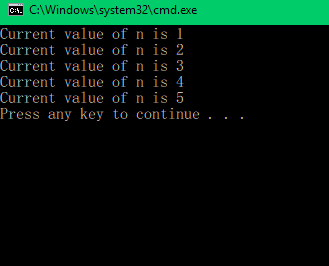 C:\Windows\system32\cmd.exe
Current value of n is 1
Current value of n is 2
Current value of n is 3
Current value of n is 4
Current value of n is 5
Press any key to continue . . .